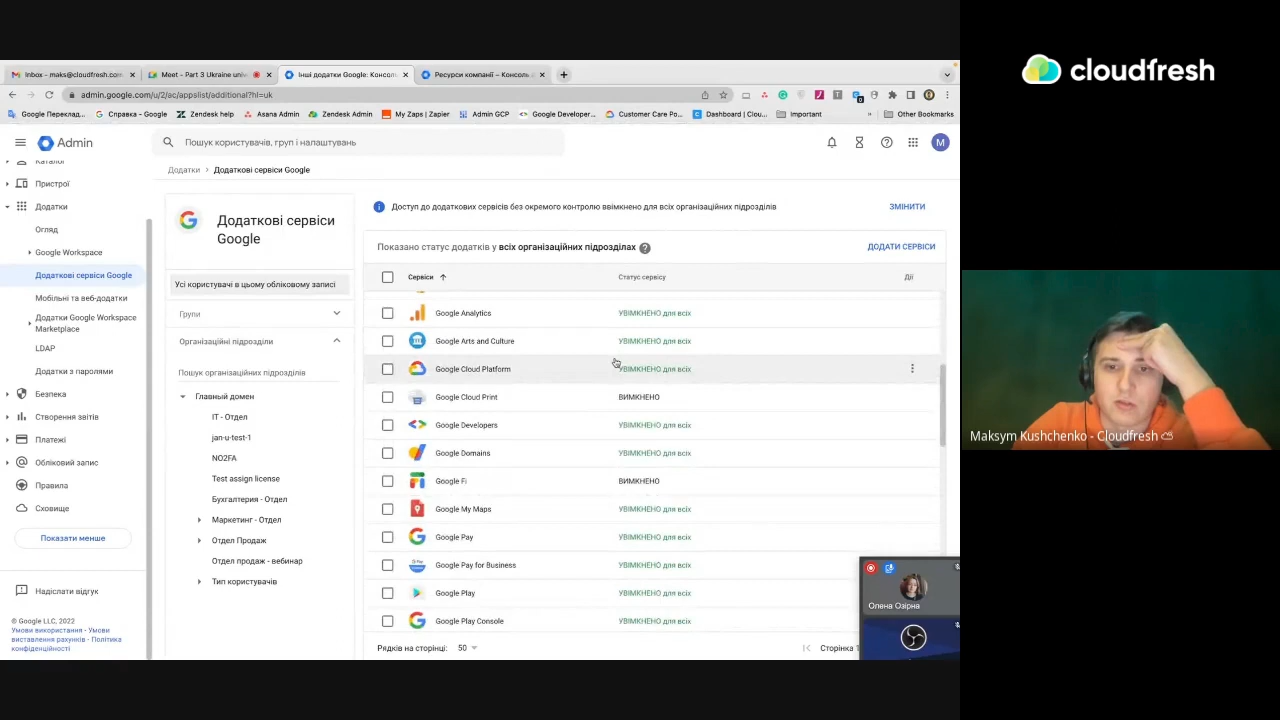 cloudfresh
Inbox – maks@cloudfresh.com
Meet – Part 3 Ukraine univ
Інші додатки Google: Консоль
Ресурси компанії – Консоль
admin.google.com/u/2/ac/appslist/additional?hl=uk
Google Переклад...
Справка – Google
Zendesk help
Asana Admin
Zendesk Admin
My Zaps | Zapier
Admin GCP
Google Developer...
Customer Care Po...
Dashboard | Clou...
Important
Other Bookmarks
Admin
Пошук користувачів, груп і налаштувань
M
Каталог
Пристрої
Додатки
Огляд
Google Workspace
Додаткові сервіси Google
Мобільні та веб-додатки
Додатки Google Workspace
Marketplace
LDAP
Додатки з паролями
Безпека
Створення звітів
Платежі
Обліковий запис
Правила
Сховище
Показати менше
Надіслати відгук
© Google LLC, 2022
Умови використання - Умови
виставлення рахунків - Політика
конфіденційності
Додатки > Додаткові сервіси Google
Додаткові сервіси
Google
Усі користувачі в цьому обліковому записі
Групи
Організаційні підрозділи
Пошук організаційних підрозділів
Главный домен
IT - Отдел
jan-u-test-1
NO2FA
Test assign license
Бухгалтерия - Отдел
Маркетинг - Отдел
Отдел Продаж
Отдел продаж - вебинар
Тип користувачів
Доступ до додаткових сервісів без окремого контролю ввімкнено для всіх організаційних підрозділів
ЗМІНИТИ
Показано статус додатків у всіх організаційних підрозділах
ДОДАТИ СЕРВІСИ
Сервіси
Статус сервісу
Дії
Google Analytics УВІМКНЕНО для всіх
Google Arts and Culture УВІМКНЕНО для всіх
Google Cloud Platform УВІМКНЕНО для всіх
Google Cloud Print ВИМКНЕНО
Google Developers УВІМКНЕНО для всіх
Google Domains УВІМКНЕНО для всіх
Google Fi ВИМКНЕНО
Google My Maps УВІМКНЕНО для всіх
Google Pay УВІМКНЕНО для всіх
Google Pay for Business УВІМКНЕНО для всіх
Google Play УВІМКНЕНО для всіх
Google Play Console УВІМКНЕНО для всіх
Рядків на сторінці: 50
Сторінка 1
Олена Озірна
Maksym Kushchenko - Cloudfresh